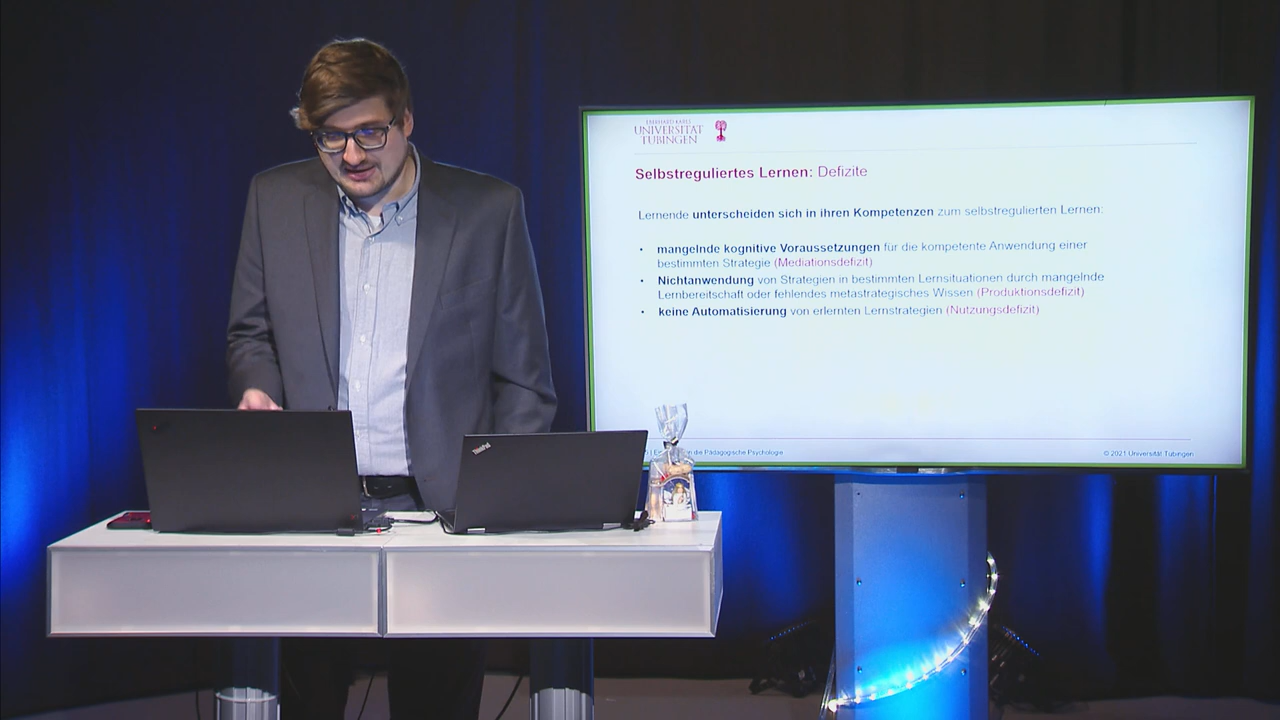 EBERHARD KARLS
UNIVERSITÄT
TÜBINGEN
Selbstreguliertes Lernen: Defizite
Lernende unterscheiden sich in ihren Kompetenzen zum selbstregulierten Lernen:
• mangelnde kognitive Voraussetzungen für die kompetente Anwendung einer
bestimmten Strategie (Mediationsdefizit)
• Nichtanwendung von Strategien in bestimmten Lernsituationen durch mangelnde
Lernbereitschaft oder fehlendes metastrategisches Wissen (Produktionsdefizit)
• keine Automatisierung von erlernten Lernstrategien (Nutzungsdefizit)
die Pädagogische Psychologie
© 2021 Universität Tübingen
ThinkPad